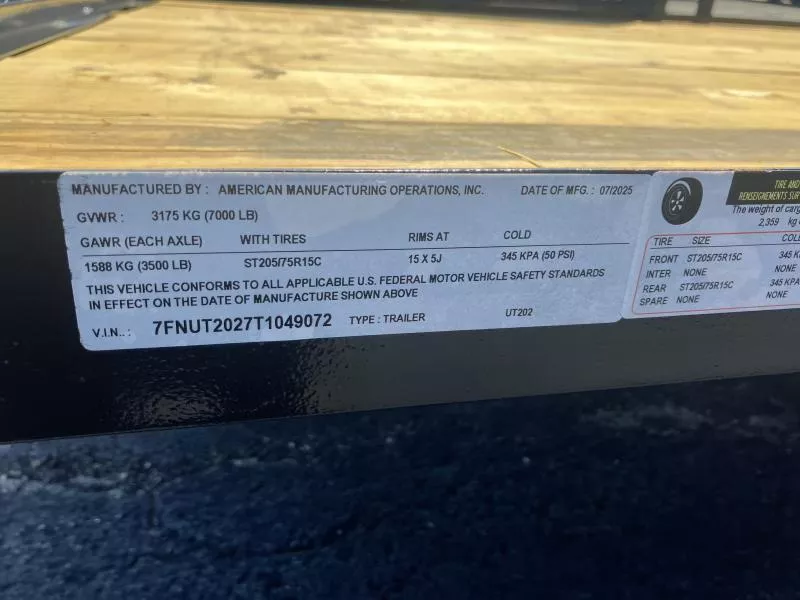 MANUFACTURED BY : AMERICAN MANUFACTURING OPERATIONS, INC. DATE OF MFG. : 07/2025
GVWR : 3175 KG (7000 LB)
GAWR (EACH AXLE) WITH TIRES RIMS AT COLD
1588 KG (3500 LB) ST205/75R15C 15 X 5J 345 KPA (50 PSI)
THIS VEHICLE CONFORMS TO ALL APPLICABLE U.S. FEDERAL MOTOR VEHICLE SAFETY STANDARDS
IN EFFECT ON THE DATE OF MANUFACTURE SHOWN ABOVE
V.I.N.. : 7FNUT2027T1049072 TYPE : TRAILER UT202
TIRE AND
RENSEIGNEMENTS SUR
The weight of carg
2,359 kg
TIRE SIZE COLD
FRONT ST205/75R15C 345 K
INTER NONE NONE
REAR ST205/75R15C 345 KPA
SPARE NONE NONE